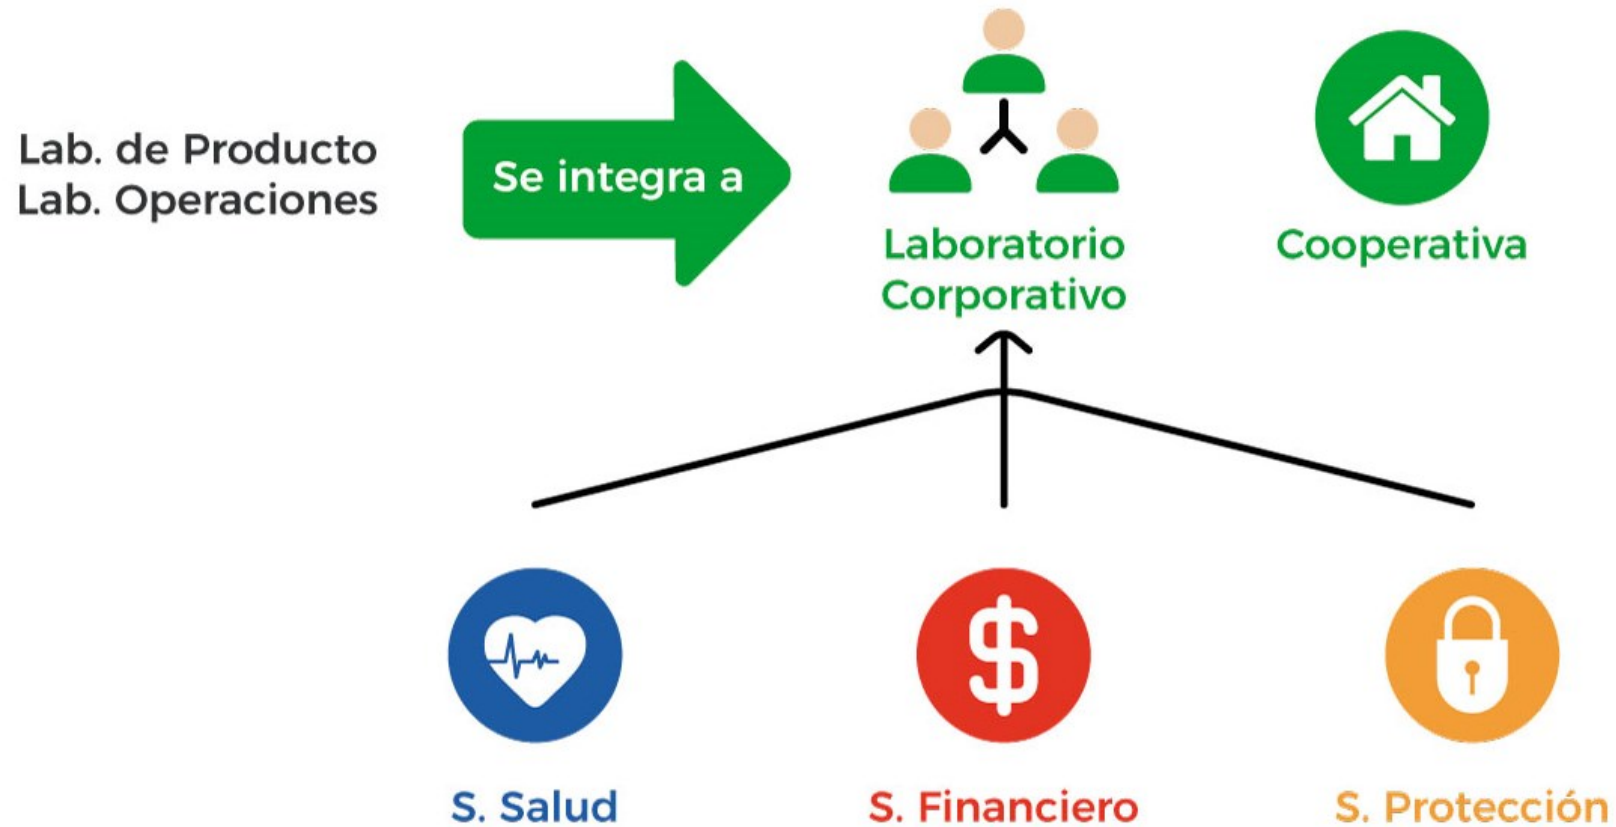 Lab. de Producto
Lab. Operaciones
Se integra a
Laboratorio
Corporativo
Cooperativa
S. Salud
S. Financiero
S. Protección